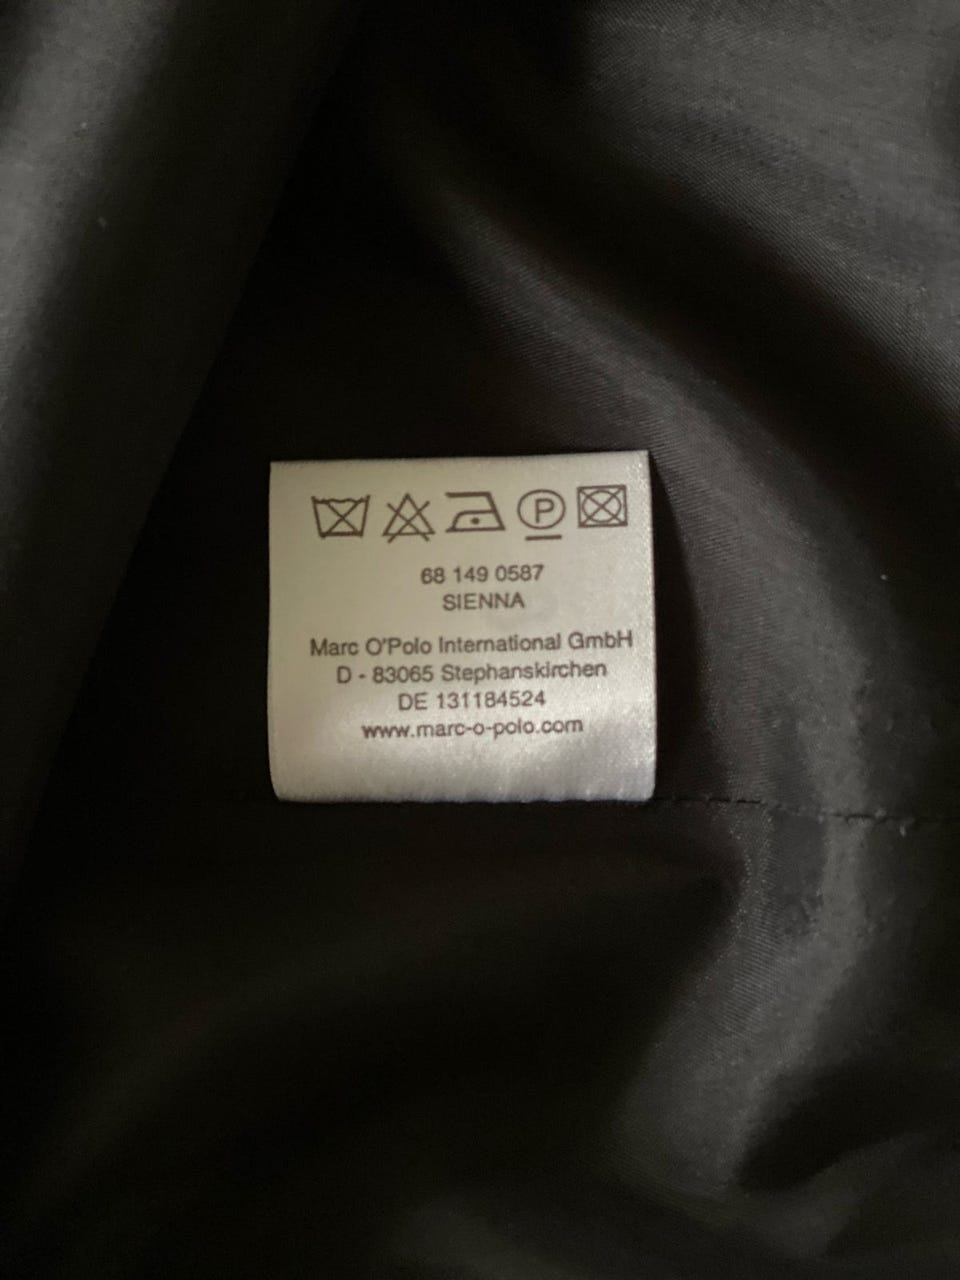 P
68 149 0587
SIENNA
Marc O'Polo International GmbH
D - 83065 Stephanskirchen
DE 131184524
www.marc-o-polo.com